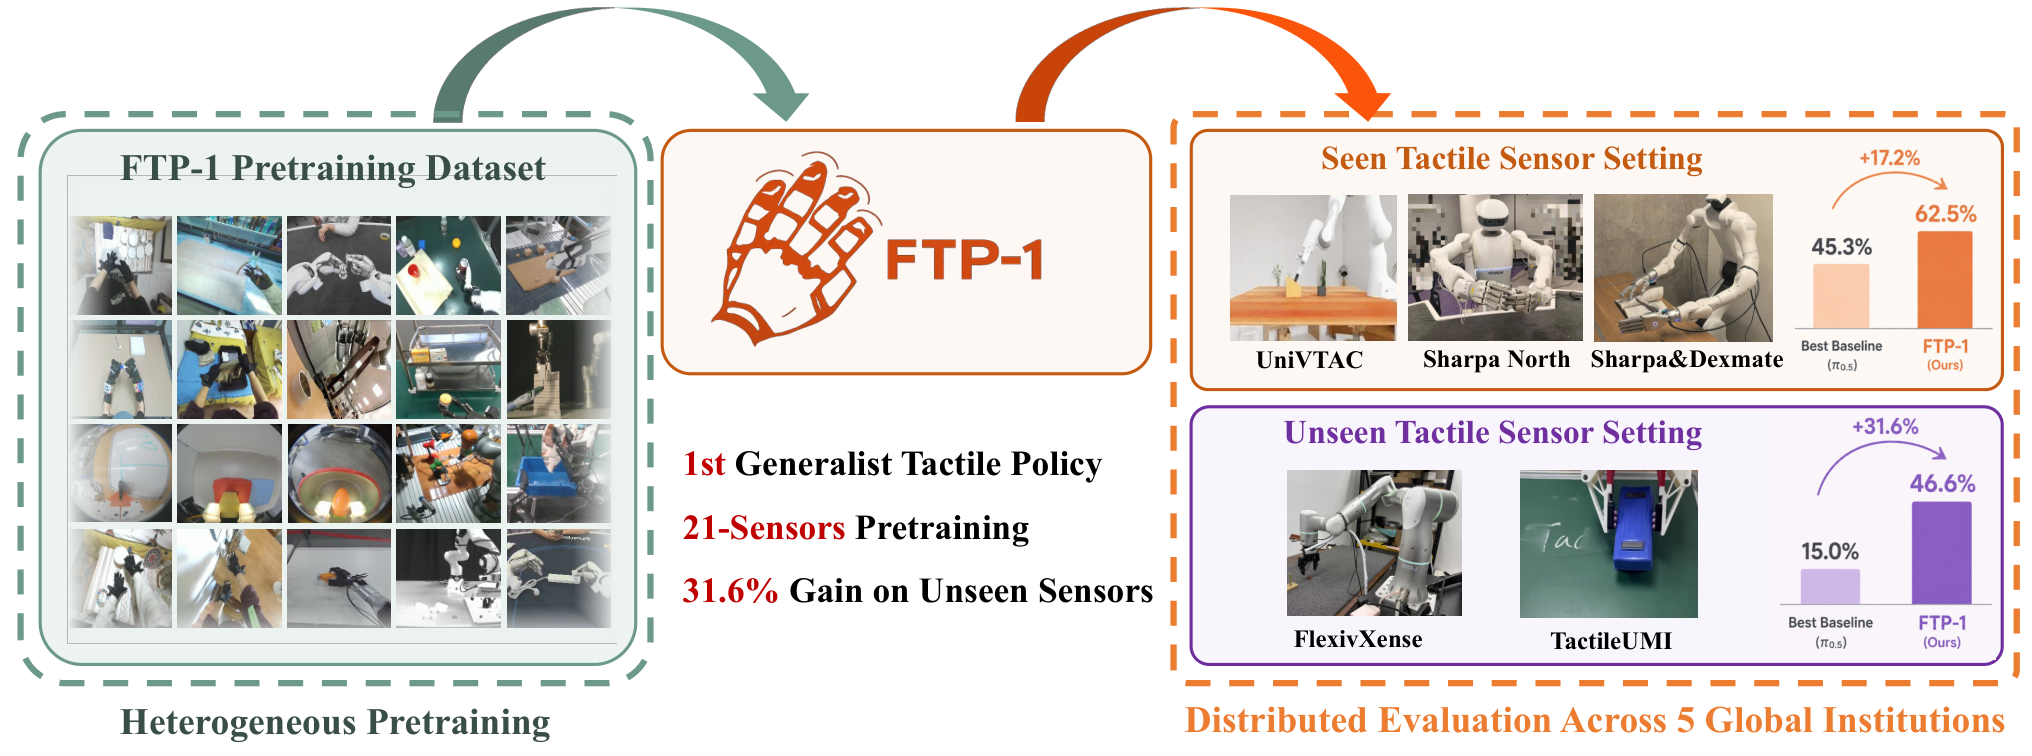 FTP-1 Pretraining Dataset
Heterogeneous Pretraining
FTP-1
1st Generalist Tactile Policy
21-Sensors Pretraining
31.6% Gain on Unseen Sensors
Seen Tactile Sensor Setting
UniVTAC
Sharpa North
Sharpa&Dexmate
+17.2%
45.3%
62.5%
Best Baseline
(π0.5)
FTP-1
(Ours)
Unseen Tactile Sensor Setting
Tac
FlexivXense
TactileUMI
+31.6%
15.0%
46.6%
Best Baseline
(π0.5)
FTP-1
(Ours)
Distributed Evaluation Across 5 Global Institutions